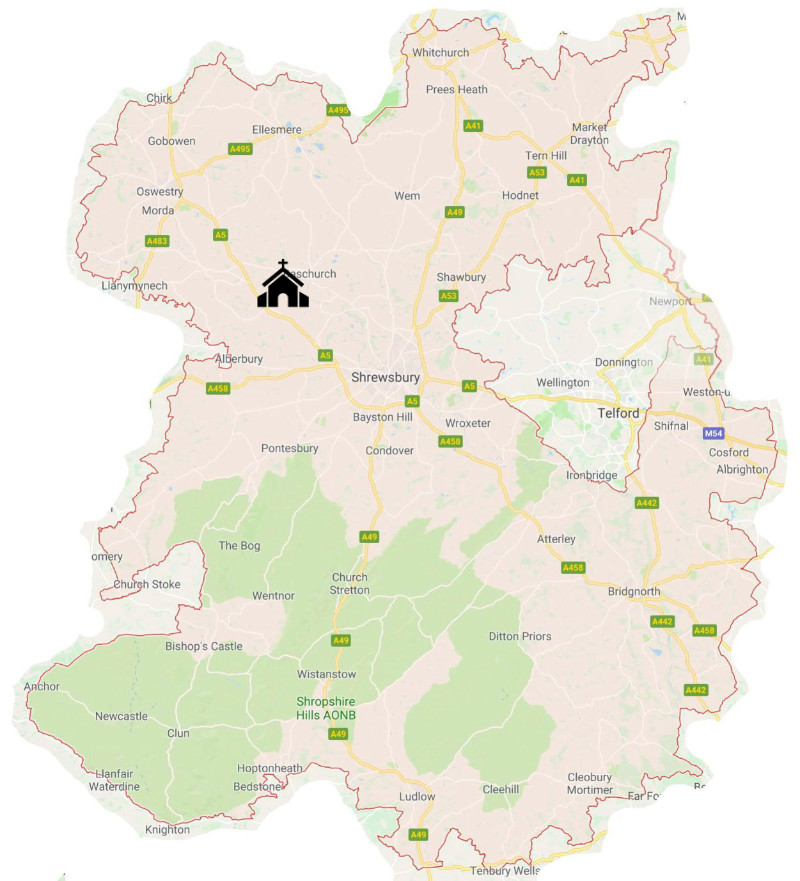 M
Whitchurch
Chirk
Prees Heath
A495
Ellesmere
A41
Market
Drayton
Gobowen
A495
Tern Hill
A53
A41
Oswestry
Wem
Hodnet
Morda
A49
A483
A5
aschurch
Shawbury
Llanymynech
A53
Newport
Alberbury
A5
A41
Donnington
Shrewsbury
Wellington
A458
A5
Weston-u
A5
Bayston Hill
Telford
Wroxeter
Shifnal
M54
A458
Pontesbury
Condover
Cosford
Albrighton
Ironbridge
A442
A49
Atterley
The Bog
omery
A458
Church
Stretton
Church Stoke
Wentnor
Bridgnorth
A442
A458
Ditton Priors
A49
Bishop's Castle
Wistanstow
Anchor
A442
Shropshire
Hills AONB
Newcastle
Clun
A49
Hoptonheath
Llanfair
Waterdine
Bedstone
Cleobury
Mortimer
Cleehill
Ludlow
Far Fo
Be
Knighton
A49
Tenbury Wells